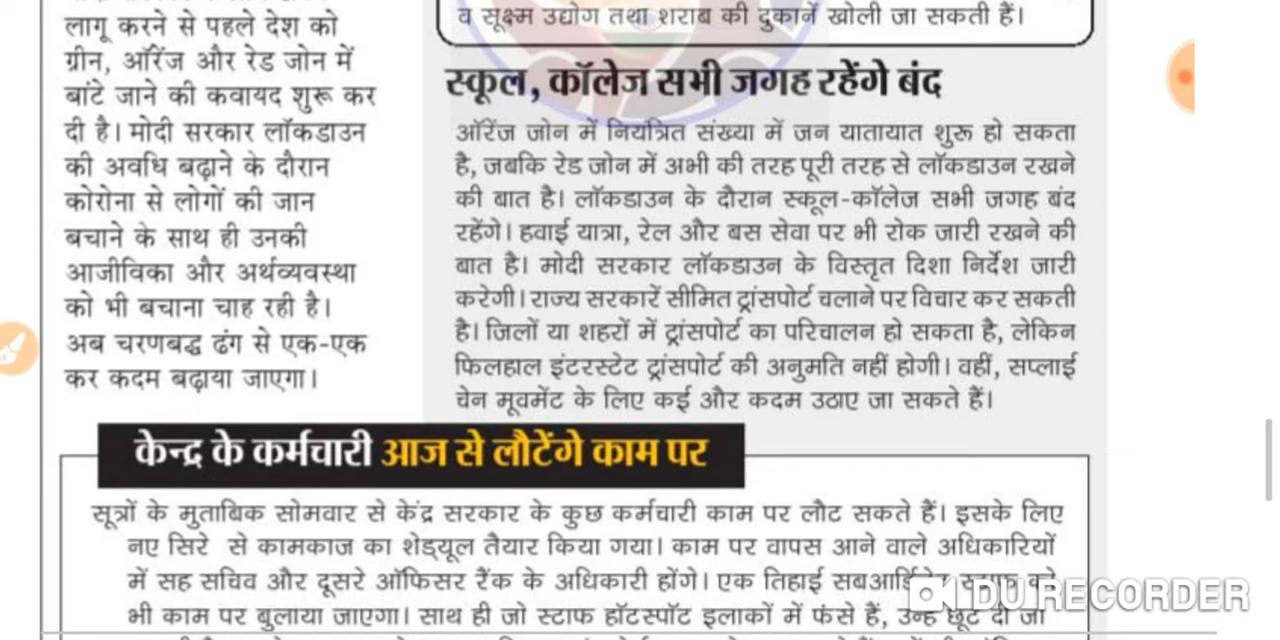 लागू करने से पहले देश को
ग्रीन, ऑरेंज और रेड जोन में
बांटे जाने की कवायद शुरू कर
दी है। मोदी सरकार लॉकडाउन
की अवधि बढ़ाने के दौरान
कोरोना से लोगों की जान
बचाने के साथ ही उनकी
आजीविका और अर्थव्यवस्था
को भी बचाना चाह रही है।
अब चरणबद्ध ढंग से एक-एक
कर कदम बढ़ाया जाएगा।
व सूक्ष्म उद्योग तथा शराब की दुकानें खोली जा सकती हैं।
स्कूल, कॉलेज सभी जगह रहेंगे बंद
ऑरेंज जोन में नियंत्रित संख्या में जन यातायात शुरू हो सकता
है, जबकि रेड जोन में अभी की तरह पूरी तरह से लॉकडाउन रखने
की बात है। लॉकडाउन के दौरान स्कूल-कॉलेज सभी जगह बंद
रहेंगे। हवाई यात्रा, रेल और बस सेवा पर भी रोक जारी रखने की
बात है। मोदी सरकार लॉकडाउन के विस्तृत दिशा निर्देश जारी
करेगी। राज्य सरकारें सीमित ट्रांसपोर्ट चलाने पर विचार कर सकती
है। जिलों या शहरों में ट्रांसपोर्ट का परिचालन हो सकता है, लेकिन
फिलहाल इंटरस्टेट ट्रांसपोर्ट की अनुमति नहीं होगी। वहीं, सप्लाई
चेन मूवमेंट के लिए कई और कदम उठाए जा सकते हैं।
केन्द्र के कर्मचारी आज से लौटेंगे काम पर
सूत्रों के मुताबिक सोमवार से केंद्र सरकार के कुछ कर्मचारी काम पर लौट सकते हैं। इसके लिए
नए सिरे से कामकाज का शेड्यूल तैयार किया गया। काम पर वापस आने वाले अधिकारियों
में सह सचिव और दूसरे ऑफिसर रैंक के अधिकारी होंगे। एक तिहाई
भी काम पर बुलाया जाएगा। साथ ही जो स्टाफ हॉटस्पॉट इलाकों में फंसे हैं, उन्हें छूट दी जा
DU RECORDER